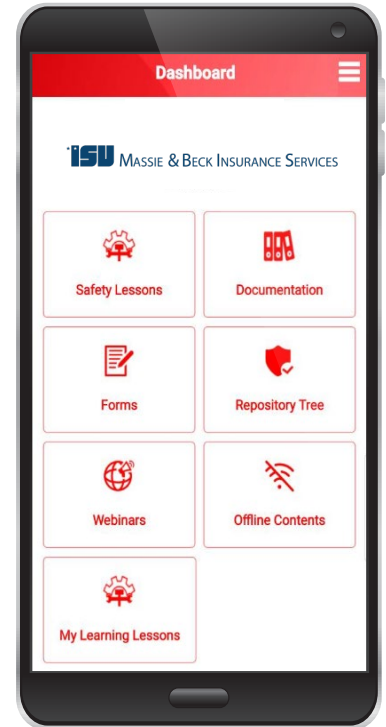 Dashboard
ISU MASSIE & BECK INSURANCE SERVICES
Safety Lessons
Documentation
Forms
Repository Tree
Webinars
Offline Contents
My Learning Lessons